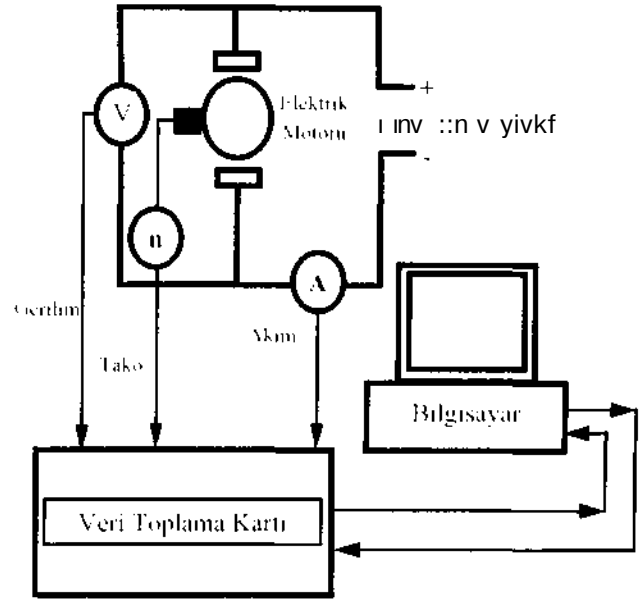 +
V
Elektrik
Motoru
-
n
A
Gerilim
Akım
Tako
Bilgisayar
Veri Toplama Kartı